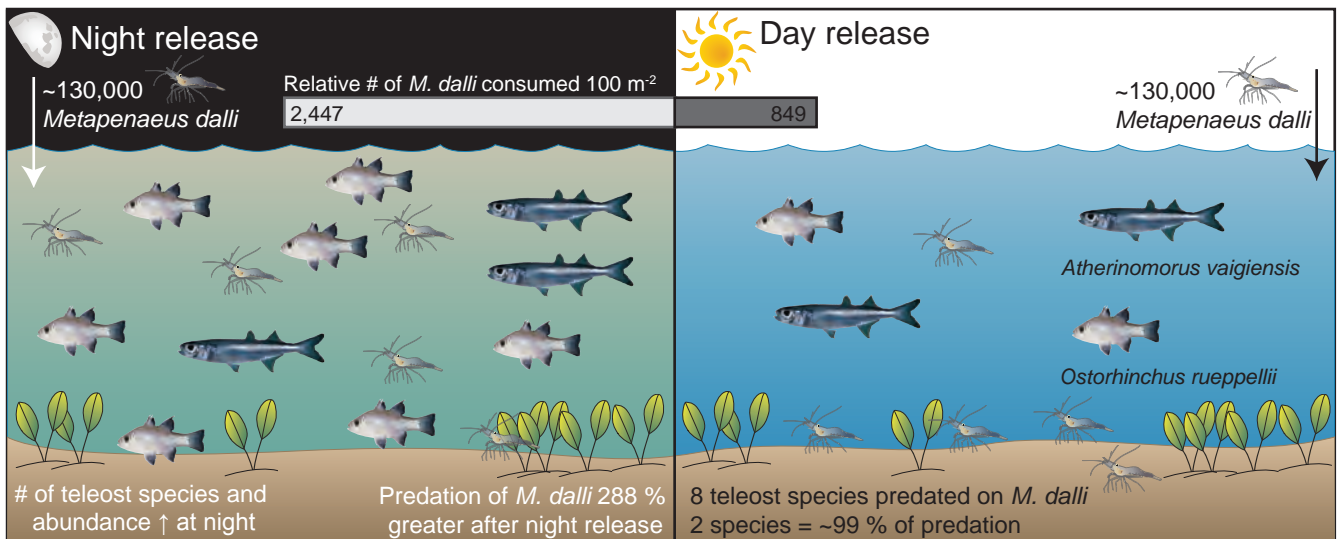 Night release
~130,000
Metapenaeus dalli
Relative # of M. dalli consumed 100 m-2
2,447
849
Day release
~130,000
Metapenaeus dalli
Atherinomorus vaigiensis
Ostorhinchus rueppellii
# of teleost species and
abundance ↑ at night
Predation of M. dalli 288 %
greater after night release
8 teleost species predated on M. dalli
2 species = ~99 % of predation